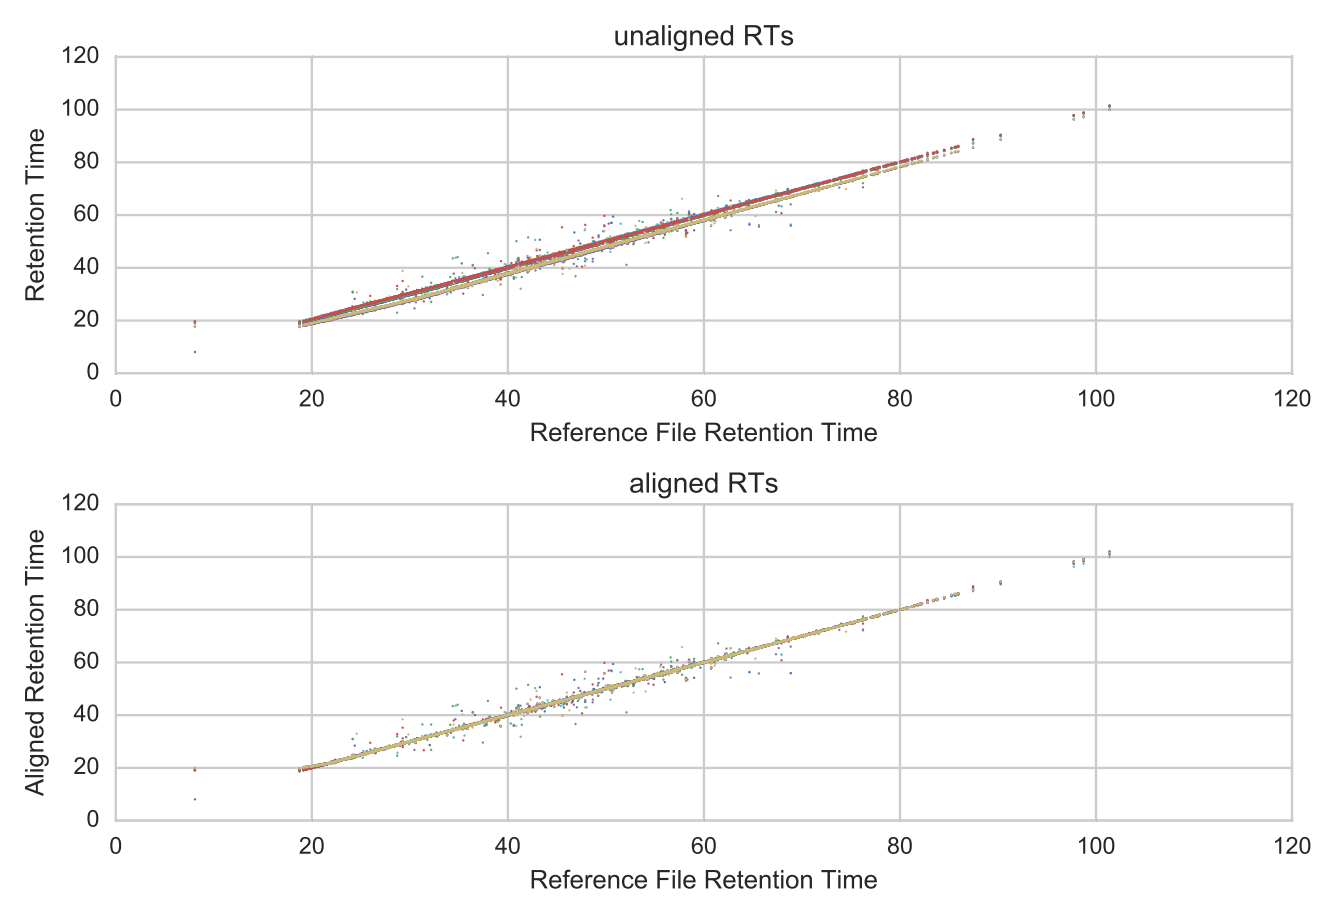 unaligned RTs
120
100
80
60
40
20
0
Retention Time
0 20 40 60 80 100 120
Reference File Retention Time
aligned RTs
120
100
80
60
40
20
0
Aligned Retention Time
0 20 40 60 80 100 120
Reference File Retention Time